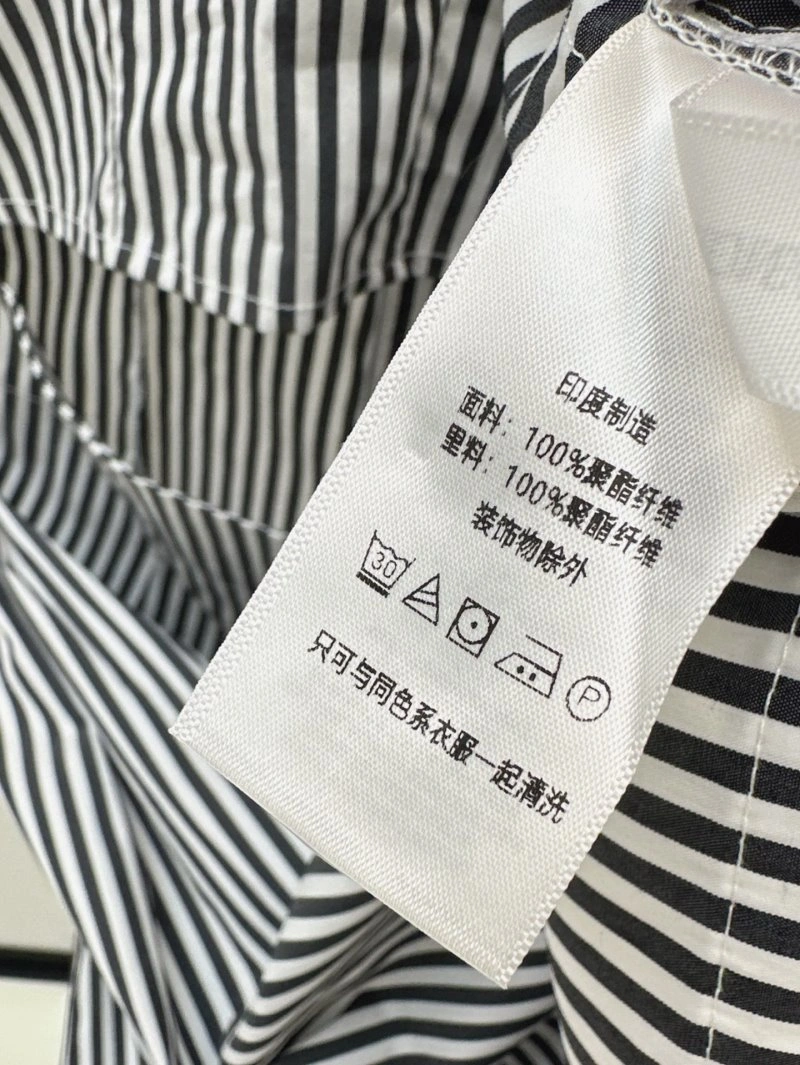 印度制造
面料：100%聚酯纤维
里料：100%聚酯纤维
装饰物除外
30
P
只可与同色系衣服一起清洗